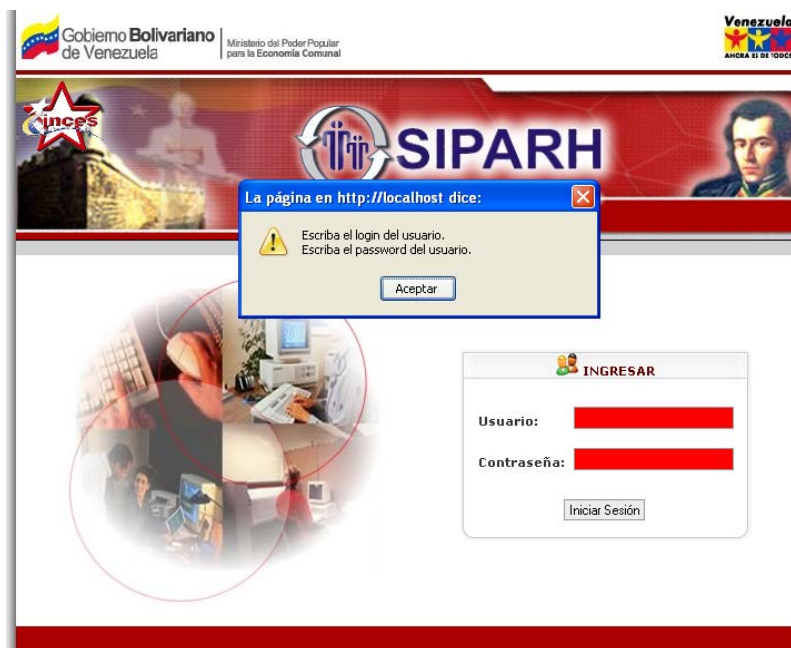 Gobierno Bolivariano
de Venezuela
Ministerio del Poder Popular
para la Economía Comunal
Venezuela
AHORA ES DE TODOS
inces
SIPARH
La página en http://localhost dice:
Escriba el login del usuario.
Escriba el password del usuario.
Aceptar
INGRESAR
Usuario:
Contraseña:
Iniciar Sesión